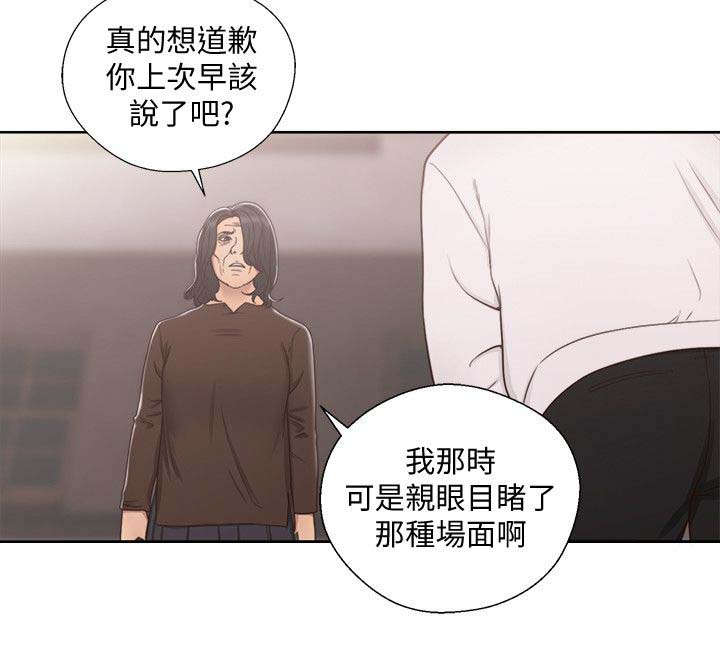 真的想道歉
你上次早該
說了吧?
我那時
可是親眼目睹了
那種場面啊